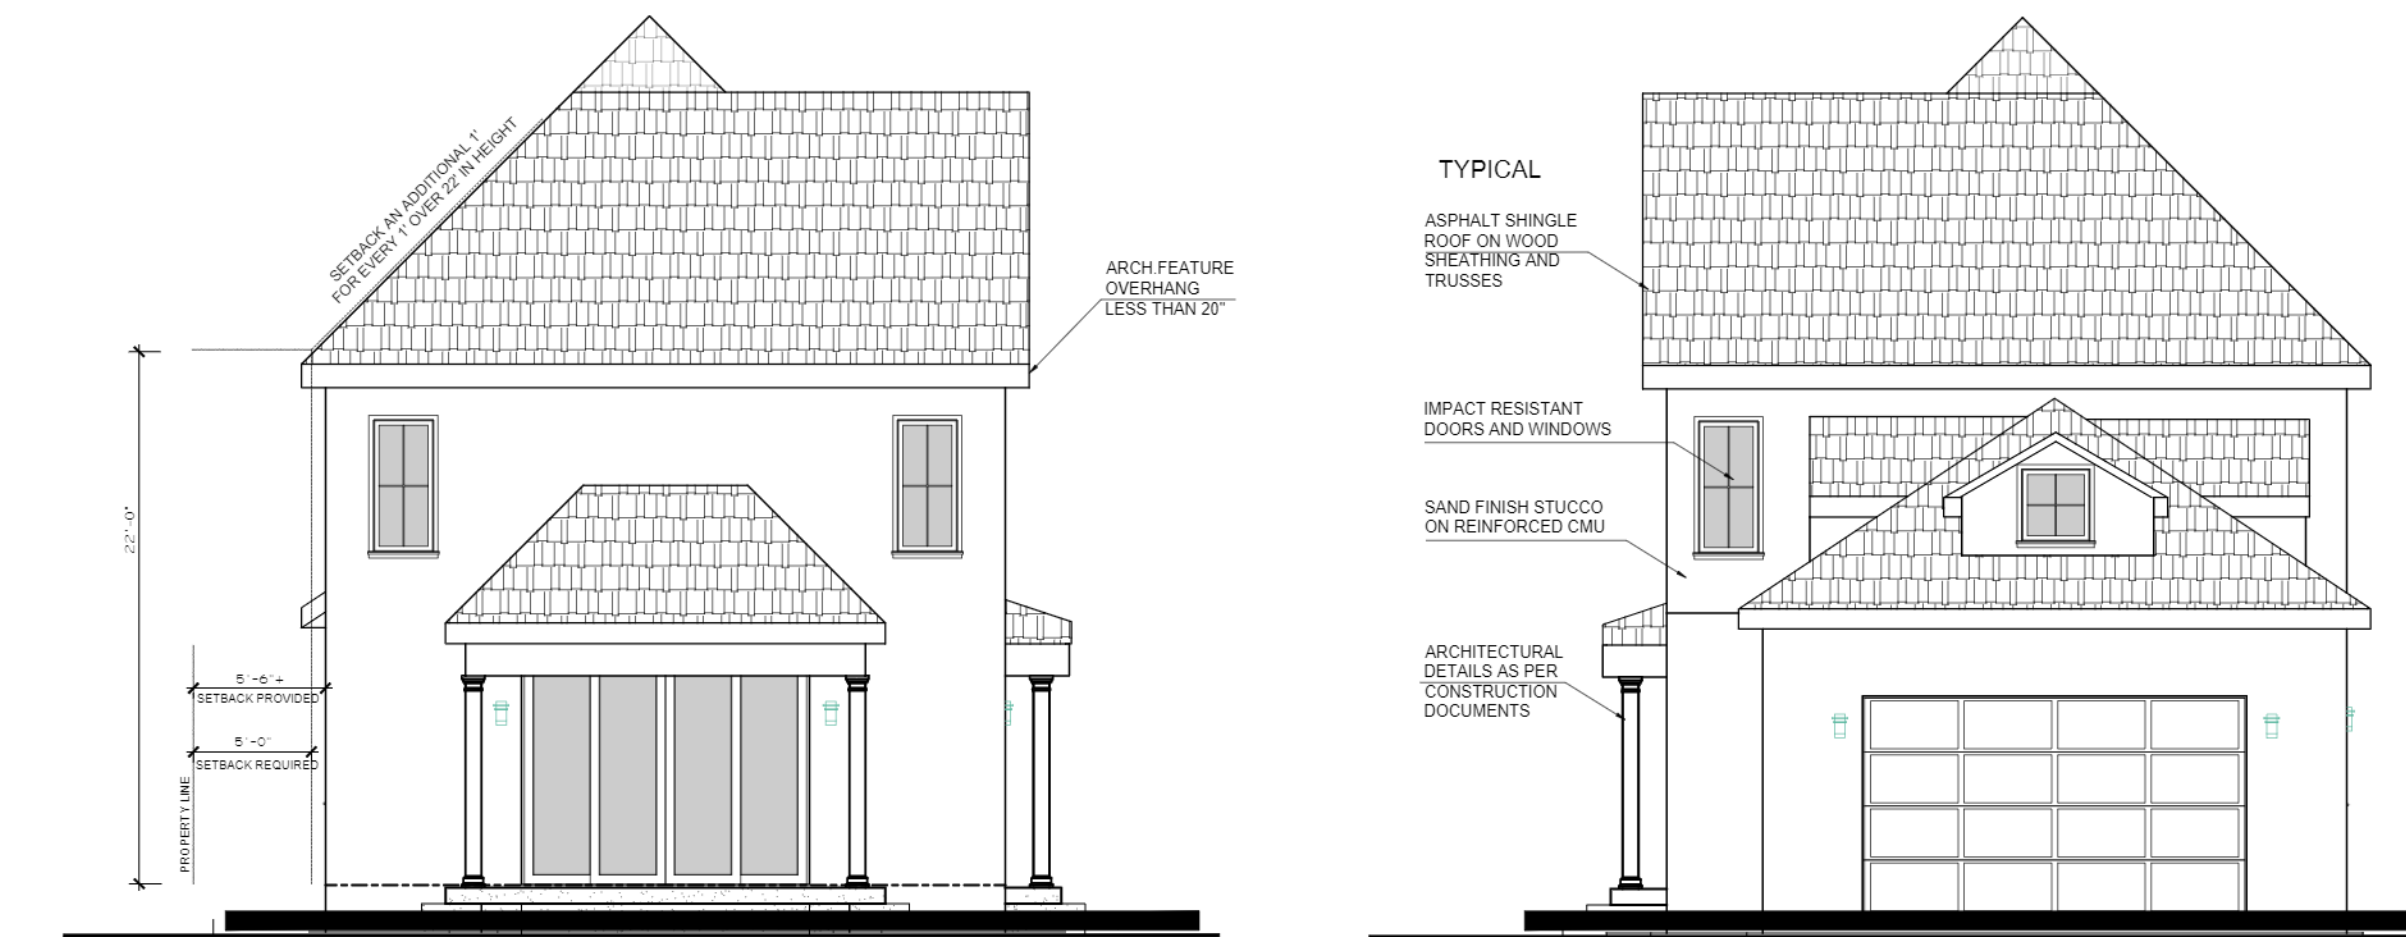 SETBACK AN ADDITIONAL 1'
FOR EVERY 1' OVER 22' IN HEIGHT
ARCH.FEATURE
OVERHANG
LESS THAN 20"
22'-0"
5'-6"+
SETBACK PROVIDED
5'-0"
SETBACK REQUIRED
PROPERTY LINE
TYPICAL
ASPHALT SHINGLE
ROOF ON WOOD
SHEATHING AND
TRUSSES
IMPACT RESISTANT
DOORS AND WINDOWS
SAND FINISH STUCCO
ON REINFORCED CMU
ARCHITECTURAL
DETAILS AS PER
CONSTRUCTION
DOCUMENTS